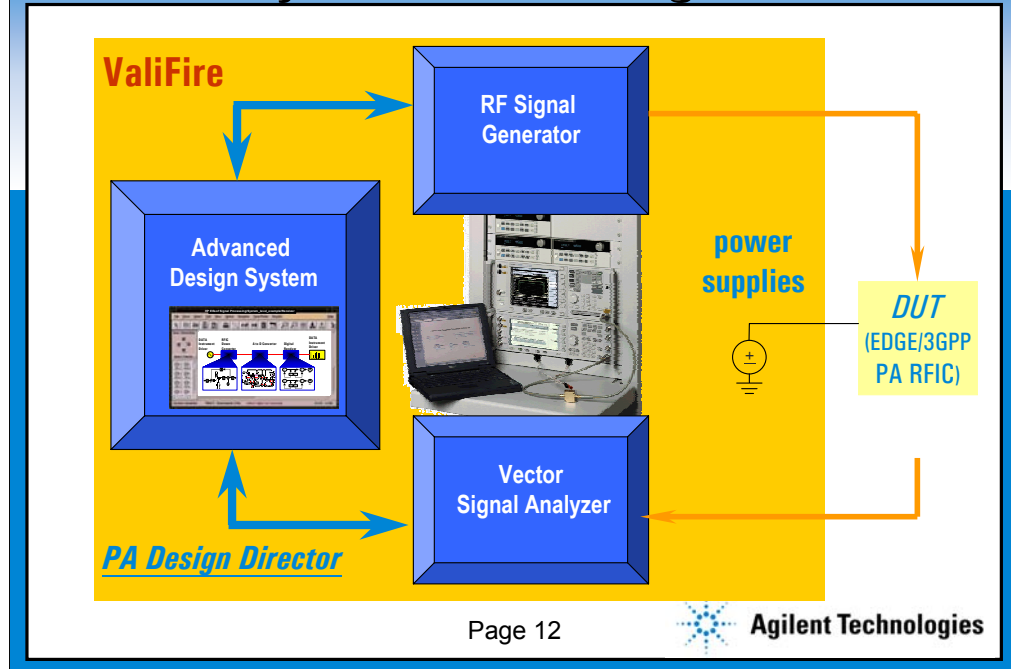 ValiFire
RF Signal
Generator
Advanced
Design System
power
supplies
DUT
(EDGE/3GPP
PA RFIC)
Vector
Signal Analyzer
PA Design Director
Page 12
Agilent Technologies